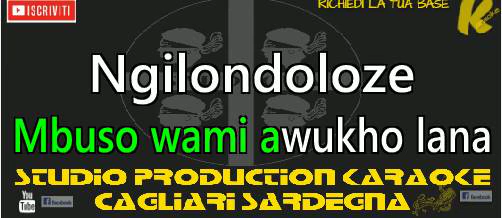 ISCRIVITI
RICHIEDI LA TUA BASE
Ngilondoloze
Mbuso wami awukho lana
STUDIO PRODUCTION KARAOKE
CAGLIARI SARDEGNA
You Tube
facebook
facebook